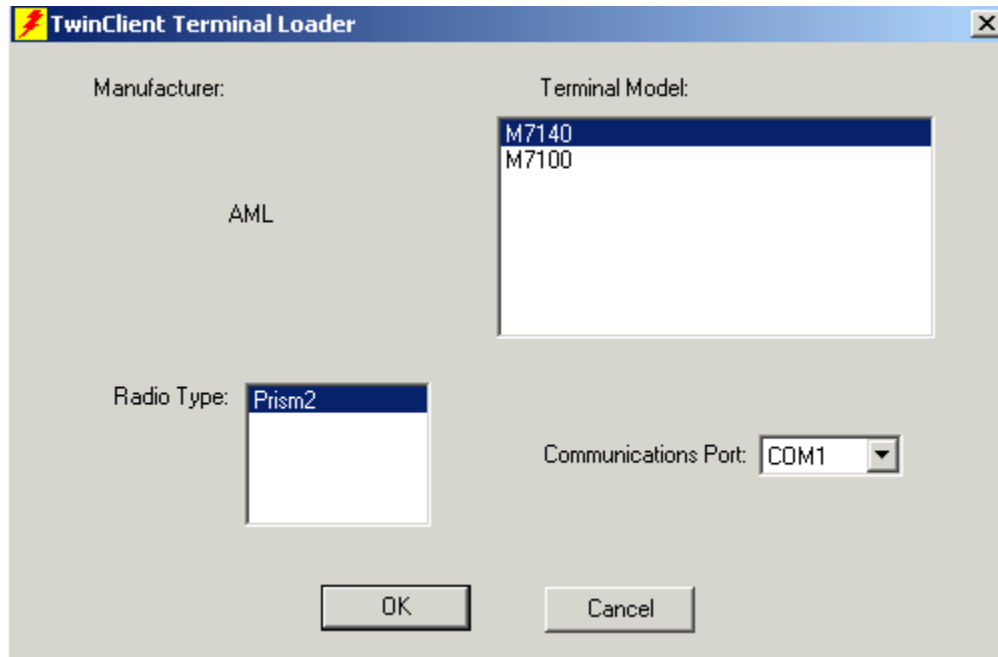 TwinClient Terminal Loader
Manufacturer:
Terminal Model:
M7140
M7100
AML
Radio Type:
Prism2
Communications Port:
COM1
OK
Cancel